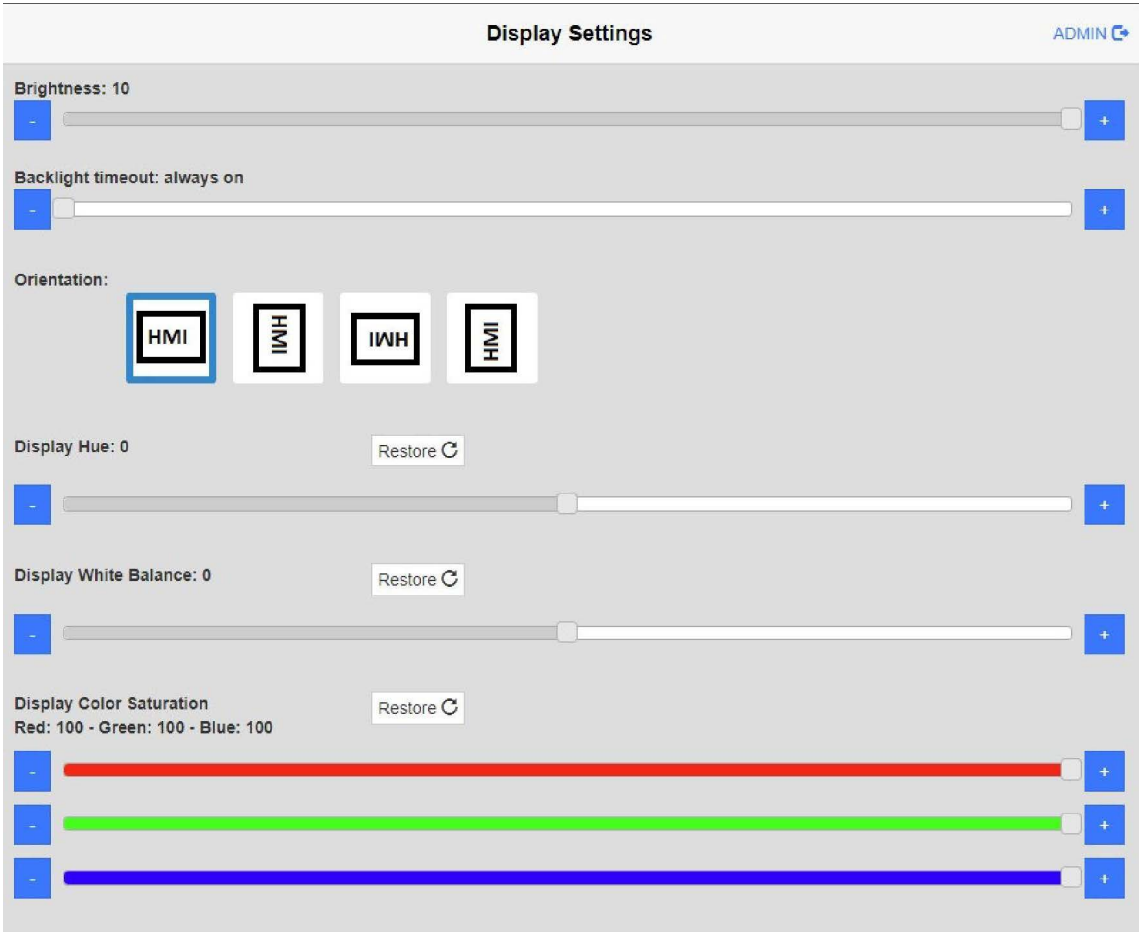 Display Settings
ADMIN
Brightness: 10
- +
Backlight timeout: always on
- +
Orientation:
HMI HMI HMI HMI
Display Hue: 0 Restore
- +
Display White Balance: 0 Restore
- +
Display Color Saturation Restore
Red: 100 - Green: 100 - Blue: 100
- +
- +
- +